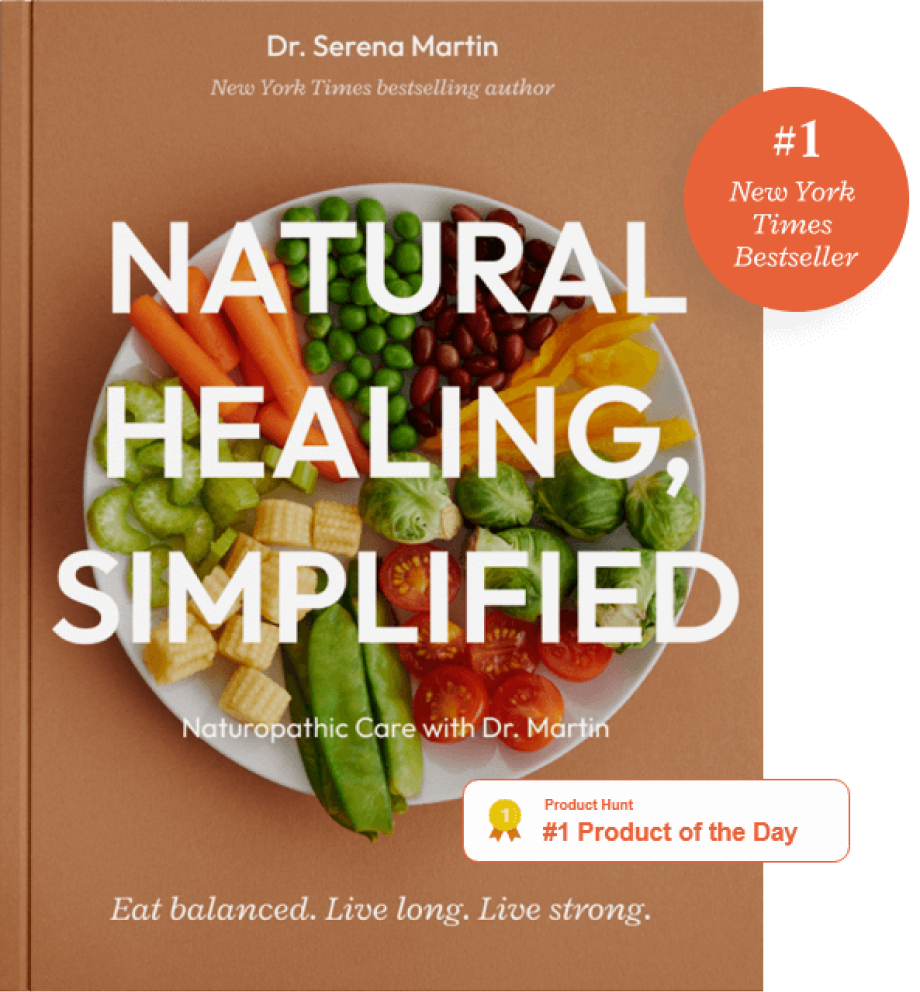 Dr. Serena Martin
New York Times bestselling author
#1
New York
Times
Bestseller
NATURAL
HEALING,
SIMPLIFIED
Naturopathic Care with Dr. Martin
1
Product Hunt
#1 Product of the Day
Eat balanced. Live long. Live strong.